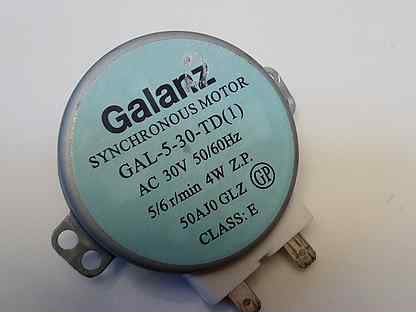 Galanz
SYNCHRONOUS MOTOR
GAL-5-30-TD(1)
AC 30V 50/60Hz
5/6 r/min 4W Z.P.
50AJ0 GLZ GP
CLASS: E